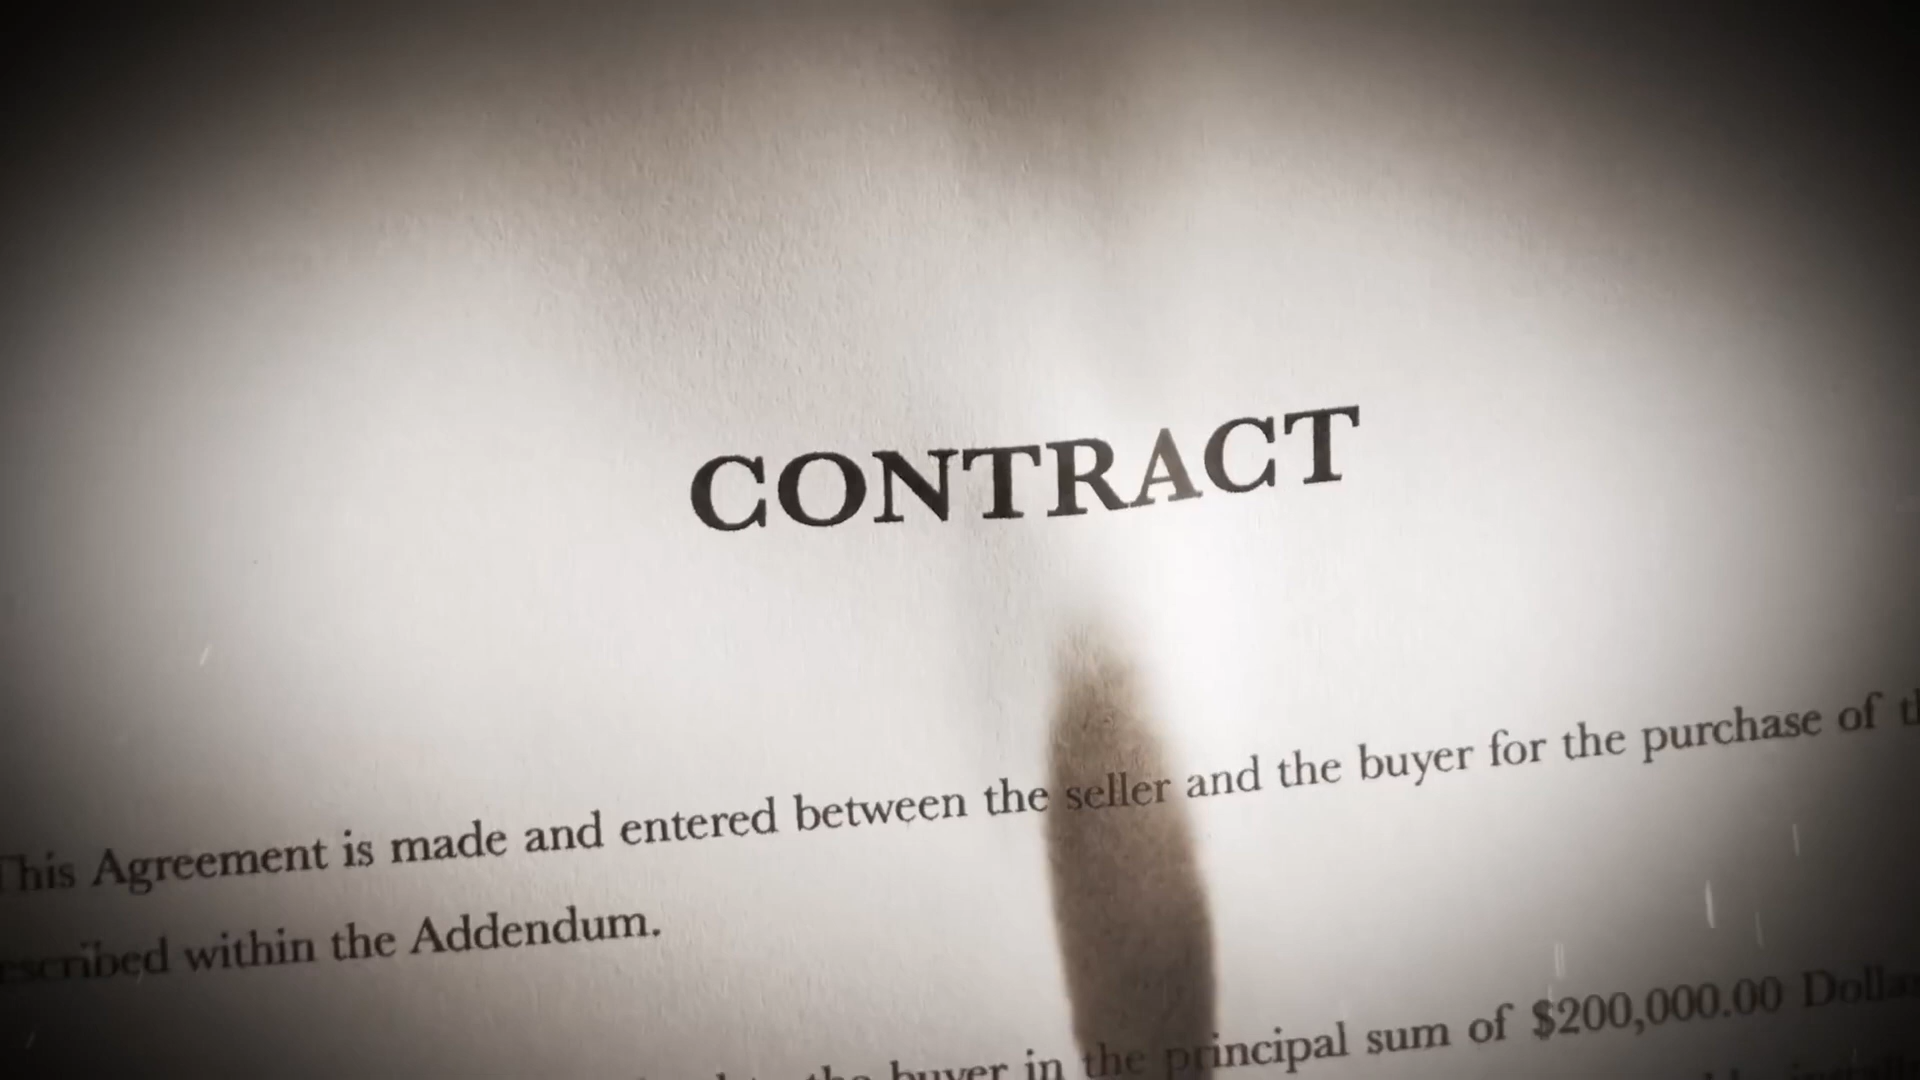 CONTRACT
This Agreement is made and entered between the seller and the buyer for the purchase of
within the Addendum.
the buyer in the principal sum of $200,000.00